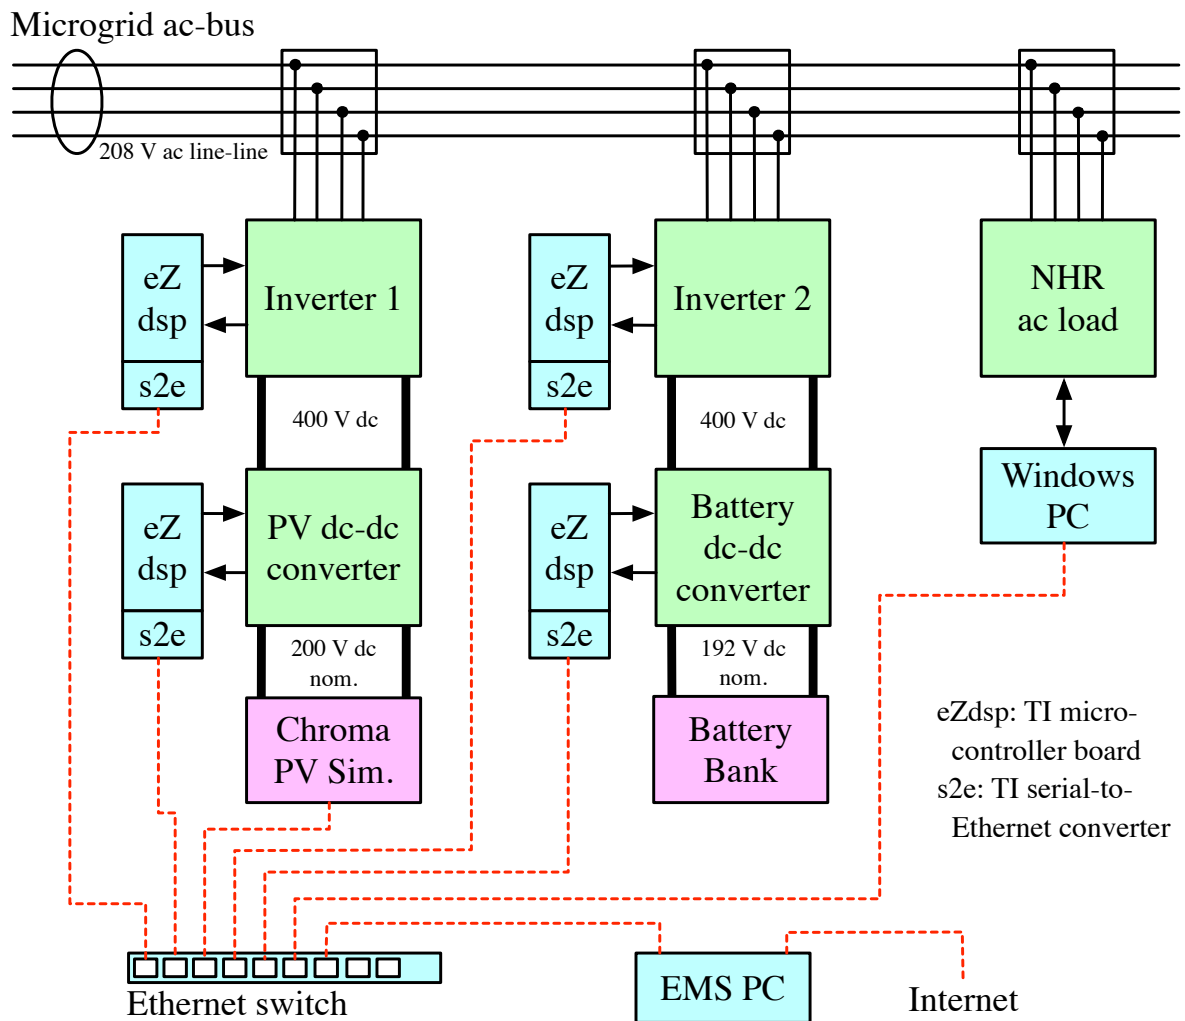 Microgrid ac-bus
208 V ac line-line
eZ
dsp
s2e
Inverter 1
eZ
dsp
s2e
Inverter 2
NHR
ac load
400 V dc
400 V dc
Windows
PC
eZ
dsp
s2e
PV dc-dc
converter
eZ
dsp
s2e
Battery
dc-dc
converter
200 V dc
nom.
192 V dc
nom.
Chroma
PV Sim.
Battery
Bank
eZdsp: TI micro-
controller board
s2e: TI serial-to-
Ethernet converter
Ethernet switch
EMS PC
Internet